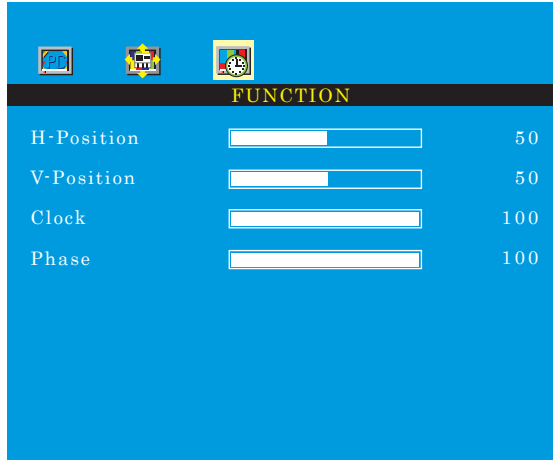 PC
FUNCTION
H-Position 50
V-Position 50
Clock 100
Phase 100